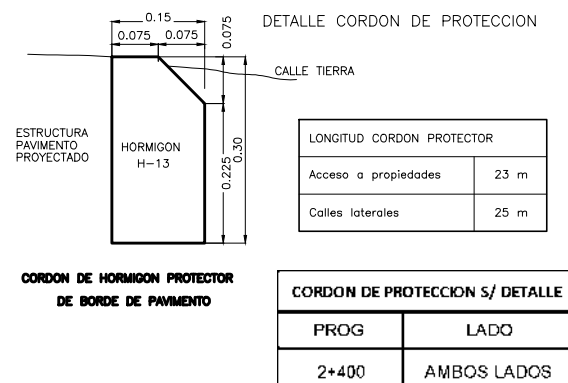 DETALLE CORDON DE PROTECCION
0.15
0.075 0.075
0.075
CALLE TIERRA
ESTRUCTURA
PAVIMENTO
PROYECTADO
HORMIGON
H-13
0.225
0.30
LONGITUD CORDON PROTECTOR
Acceso a propiedades 23 m
Calles laterales 25 m
CORDON DE HORMIGON PROTECTOR
DE BORDE DE PAVIMENTO
CORDON DE PROTECCION S/ DETALLE
PROG LADO
2+400 AMBOS LADOS